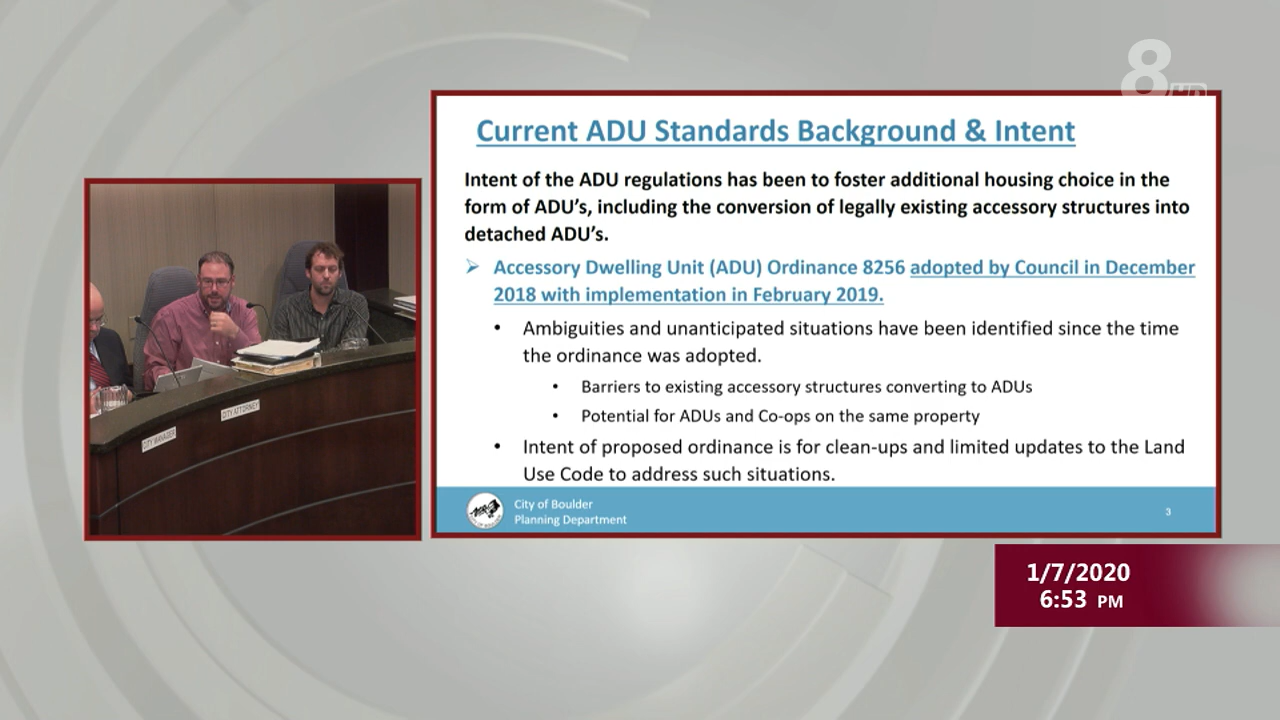 8
HD
Current ADU Standards Background & Intent
Intent of the ADU regulations has been to foster additional housing choice in the
form of ADU’s, including the conversion of legally existing accessory structures into
detached ADU’s.
Accessory Dwelling Unit (ADU) Ordinance 8256 adopted by Council in December
2018 with implementation in February 2019.
• Ambiguities and unanticipated situations have been identified since the time
the ordinance was adopted.
• Barriers to existing accessory structures converting to ADUs
• Potential for ADUs and Co-ops on the same property
• Intent of proposed ordinance is for clean-ups and limited updates to the Land
Use Code to address such situations.
City of Boulder
Planning Department
3
CITY ATTORNEY
CITY MANAGER
1/7/2020
6:53 PM